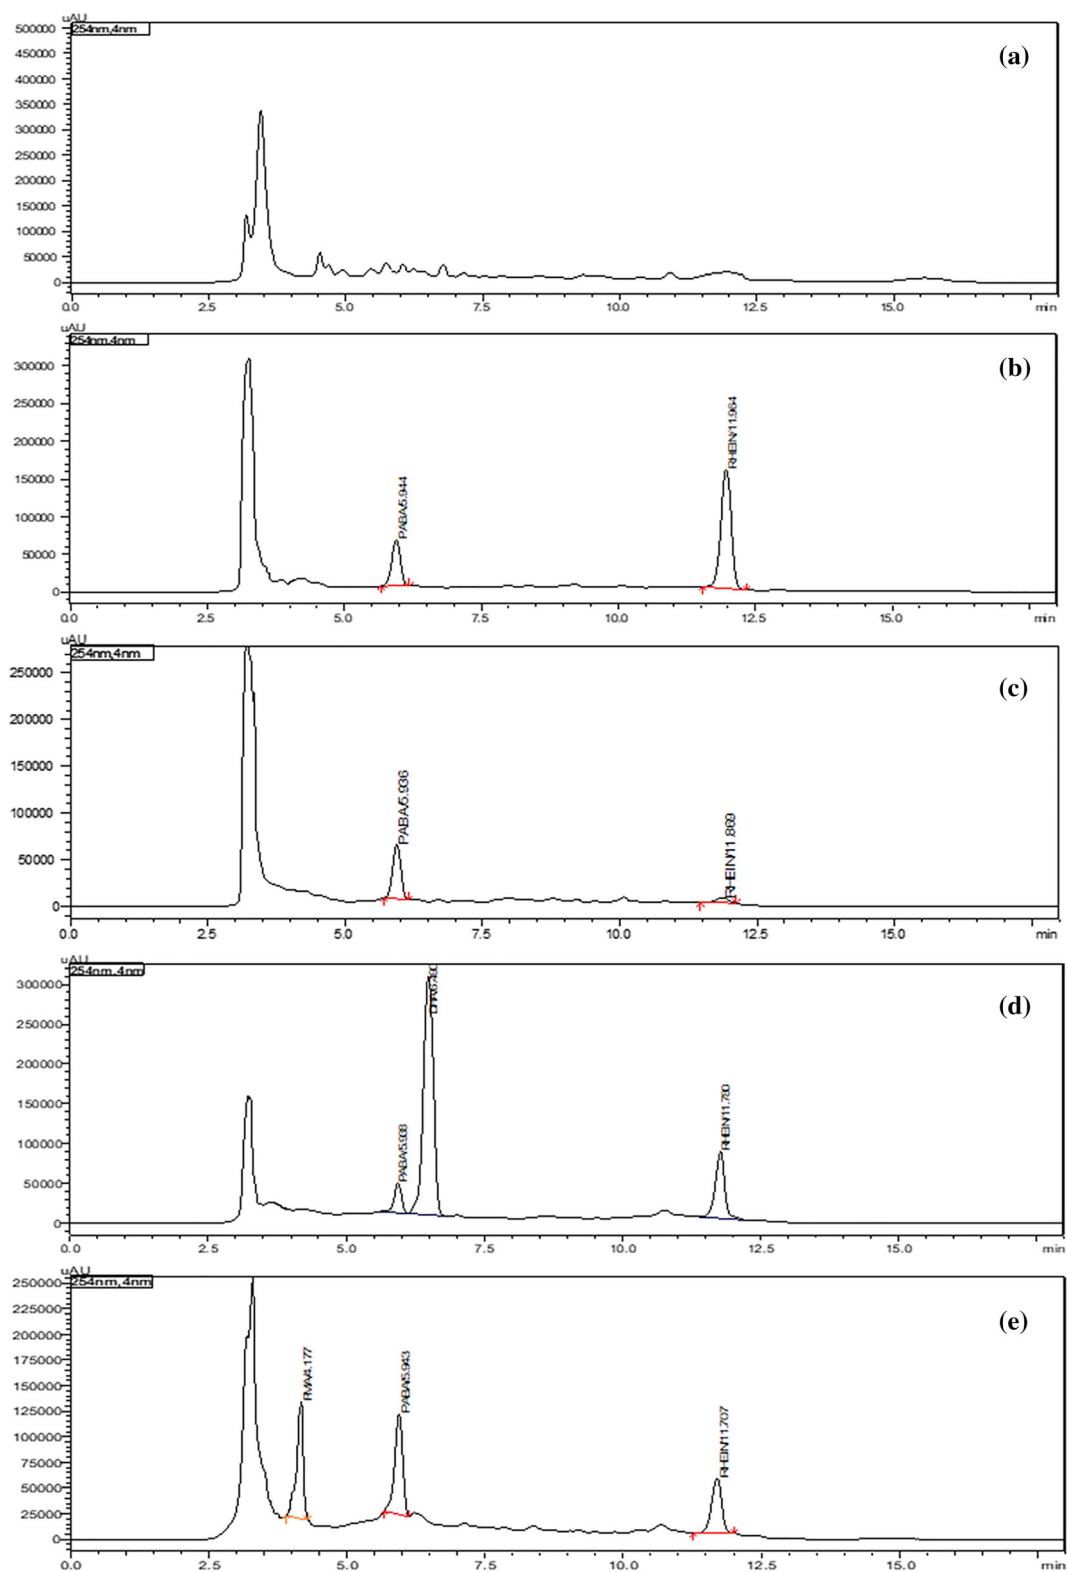 uAU
254nm,4nm
(a)
500000
450000
400000
350000
300000
250000
200000
150000
100000
50000
0
0.0 2.5 5.0 7.5 10.0 12.5 15.0 min
uAU
254nm,4nm
(b)
300000
250000
200000
150000
100000
50000
0
PABA/5.944
RHEIN/11.964
0.0 2.5 5.0 7.5 10.0 12.5 15.0 min
uAU
254nm,4nm
(c)
250000
200000
150000
100000
50000
0
PABA/5.936
RHEIN/11.869
0.0 2.5 5.0 7.5 10.0 12.5 15.0 min
uAU
254nm,4nm
(d)
300000
250000
200000
150000
100000
50000
0
PABA/5.938
RHEIN/11.780
0.0 2.5 5.0 7.5 10.0 12.5 15.0 min
uAU
254nm,4nm
(e)
250000
225000
200000
175000
150000
125000
100000
75000
50000
25000
0
RMA/4.177
PABA/5.943
RHEIN/11.707
0.0 2.5 5.0 7.5 10.0 12.5 15.0 min